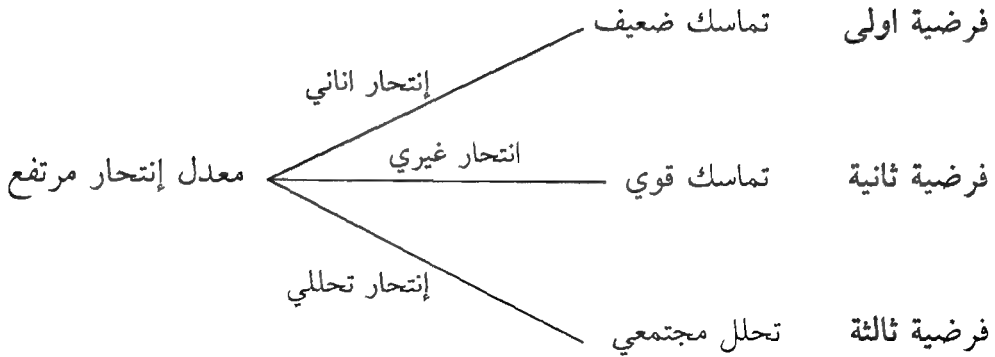 فرضية اولى تماسك ضعيف
إنتحار اناني
انتحار غيري
فرضية ثانية تماسك قوي معدل إنتحار مرتفع
إنتحار تحللي
فرضية ثالثة تحلل مجتمعي